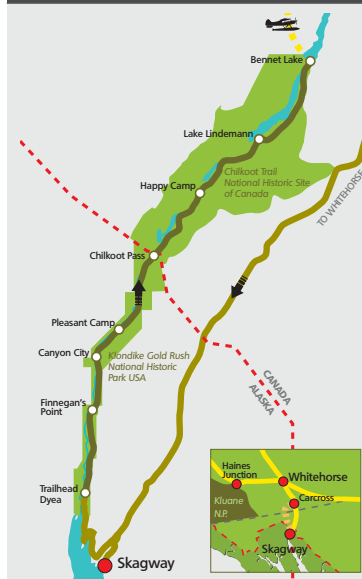 Bennet Lake
Lake Lindemann
Chilkoot Trail
National Historic Site
of Canada
Happy Camp
TO WHITEHORSE
Chilkoot Pass
Pleasant Camp
Canyon City
Klondike Gold Rush
National Historic
Park USA
CANADA
ALASKA
Finnegan's
Point
Trailhead
Dyea
Skagway
Haines
Junction
Whitehorse
Carcross
Kluane
N.P.
Skagway